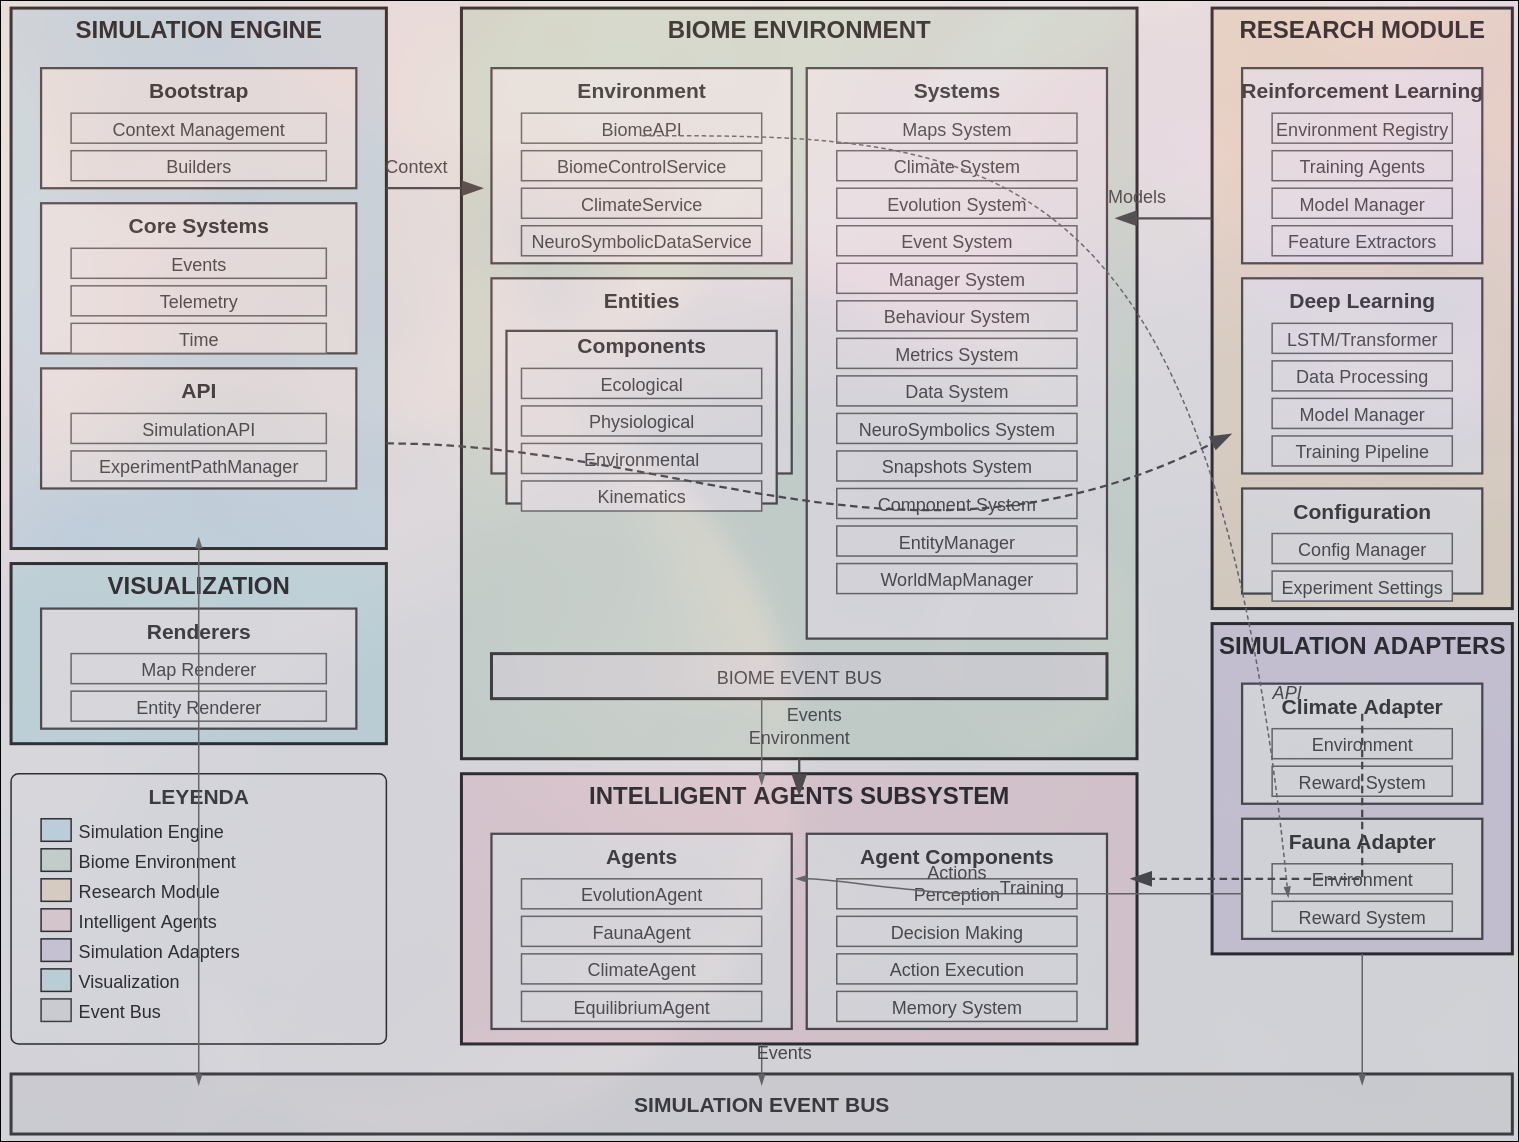 SIMULATION ENGINE
Bootstrap
Context Management
Builders
Core Systems
Events
Telemetry
Time
API
SimulationAPI
ExperimentPathManager
VISUALIZATION
Renderers
Map Renderer
Entity Renderer
LEYENDA
Simulation Engine
Biome Environment
Research Module
Intelligent Agents
Simulation Adapters
Visualization
Event Bus
Context
BIOME ENVIRONMENT
Environment
BiomeAPI
BiomeControlService
ClimateService
NeuroSymbolicDataService
Entities
Components
Ecological
Physiological
Environmental
Kinematics
Systems
Maps System
Climate System
Evolution System
Event System
Manager System
Behaviour System
Metrics System
Data System
NeuroSymbolics System
Snapshots System
Component System
EntityManager
WorldMapManager
BIOME EVENT BUS
Events
Environment
INTELLIGENT AGENTS SUBSYSTEM
Agents
EvolutionAgent
FaunaAgent
ClimateAgent
EquilibriumAgent
Agent Components
Actions
Training
Perception
Decision Making
Action Execution
Memory System
Events
Models
RESEARCH MODULE
Reinforcement Learning
Environment Registry
Training Agents
Model Manager
Feature Extractors
Deep Learning
LSTM/Transformer
Data Processing
Model Manager
Training Pipeline
Configuration
Config Manager
Experiment Settings
SIMULATION ADAPTERS
API
Climate Adapter
Environment
Reward System
Fauna Adapter
Environment
Reward System
SIMULATION EVENT BUS